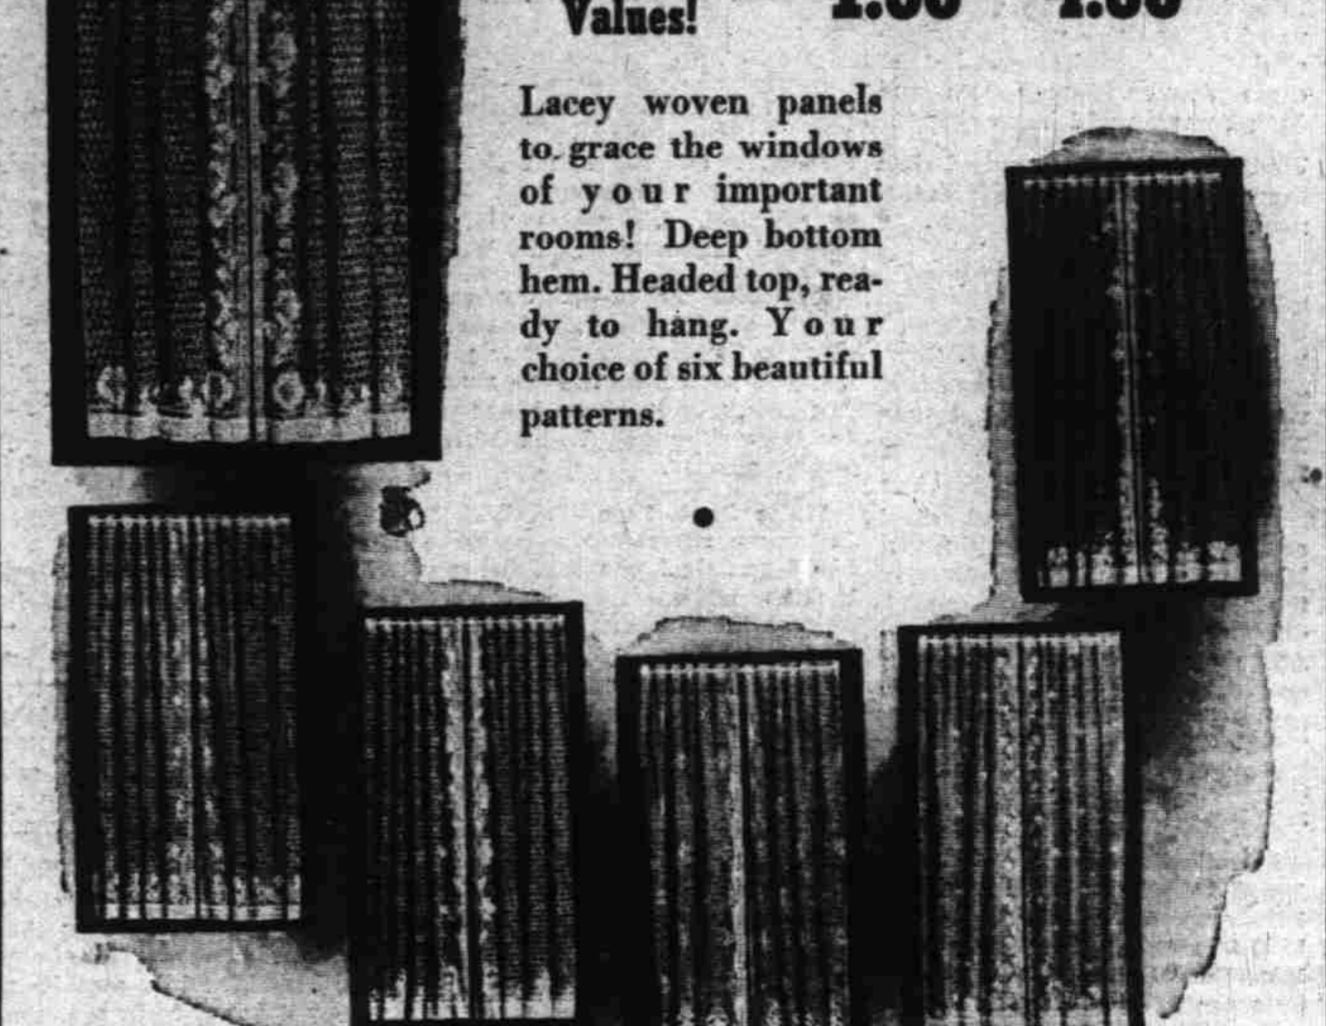 Values!
Lacey woven panels
to grace the windows
of your important
rooms! Deep bottom
hem. Headed top, rea-
dy to hang. Your
choice of six beautiful
patterns.